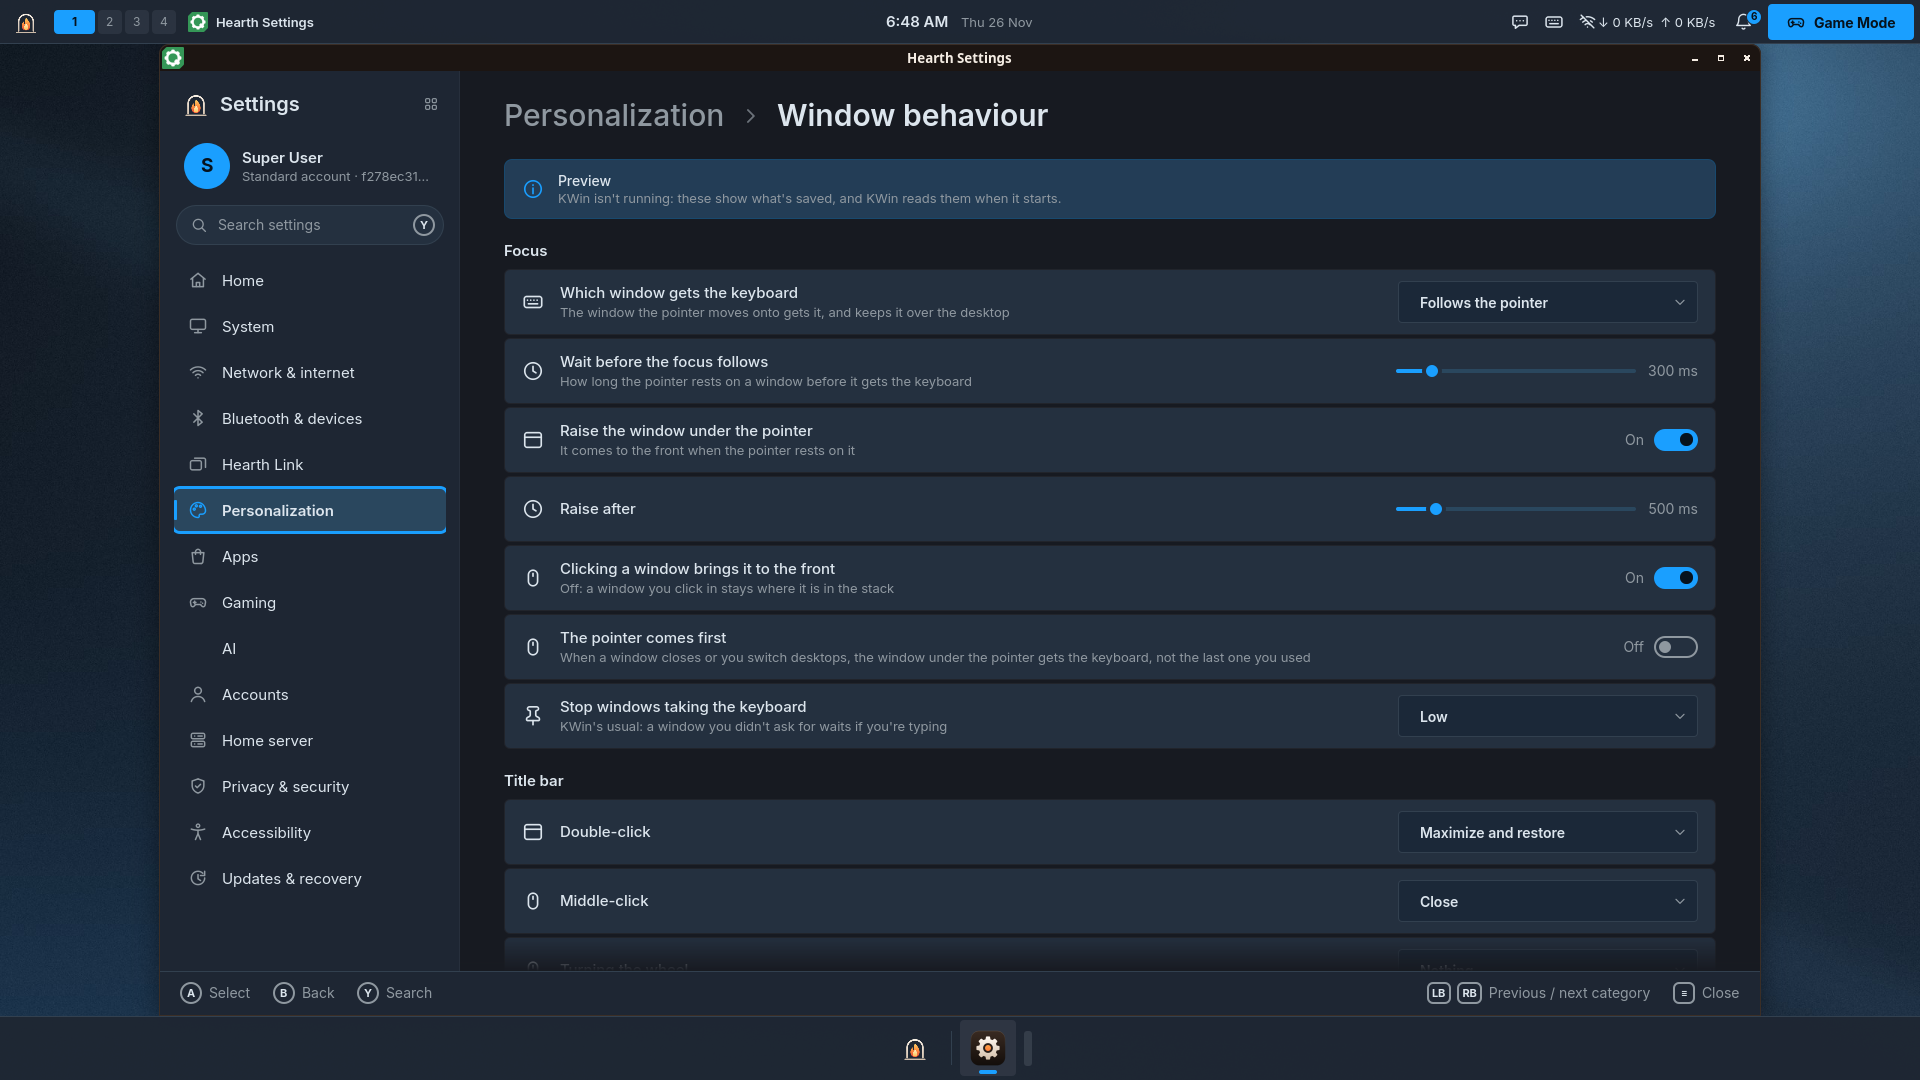 1 2 3 4 Hearth Settings
6:48 AM Thu 26 Nov
0 KB/s 0 KB/s 6 Game Mode
Hearth Settings
Settings
S
Super User
Standard account · f278ec31...
Search settings Y
Home
System
Network & internet
Bluetooth & devices
Hearth Link
Personalization
Apps
Gaming
AI
Accounts
Home server
Privacy & security
Accessibility
Updates & recovery
Personalization > Window behaviour
Preview
KWin isn't running: these show what's saved, and KWin reads them when it starts.
Focus
Which window gets the keyboard
The window the pointer moves onto gets it, and keeps it over the desktop
Follows the pointer
Wait before the focus follows
How long the pointer rests on a window before it gets the keyboard
300 ms
Raise the window under the pointer
It comes to the front when the pointer rests on it
On
Raise after
500 ms
Clicking a window brings it to the front
Off: a window you click in stays where it is in the stack
On
The pointer comes first
When a window closes or you switch desktops, the window under the pointer gets the keyboard, not the last one you used
Off
Stop windows taking the keyboard
KWin's usual: a window you didn't ask for waits if you're typing
Low
Title bar
Double-click
Maximize and restore
Middle-click
Close
Turning the wheel
Nothing
A Select B Back Y Search
LB RB Previous / next category Close